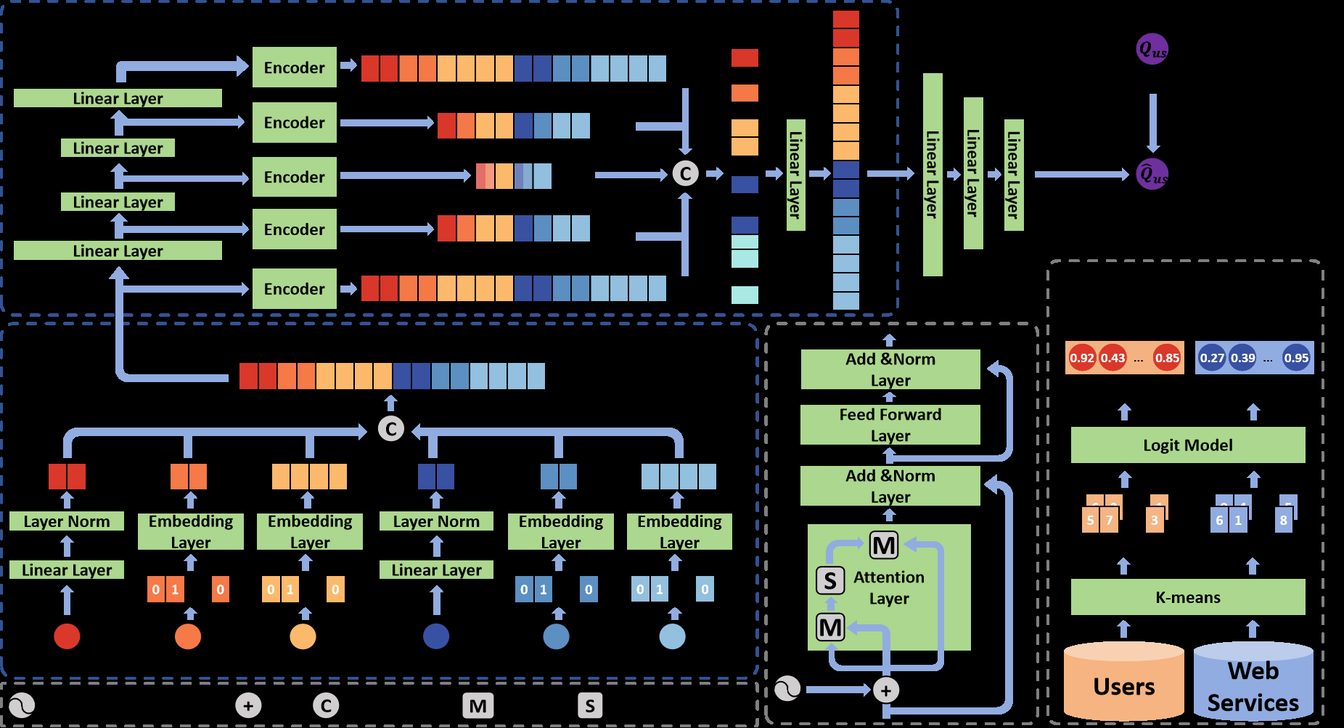 Encoder
Linear Layer
Encoder
Linear Layer
Encoder
Linear Layer
Encoder
Linear Layer
Encoder
C
Linear Layer
Linear Layer
Linear Layer
Linear Layer
Q_us
Q̂_us
C
Layer Norm
Linear Layer
Embedding
Layer
0 1 0
Embedding
Layer
0 1 0
Layer Norm
Linear Layer
Embedding
Layer
0 1 0
Embedding
Layer
0 1 0
+
C
M
S
Add &Norm
Layer
Feed Forward
Layer
Add &Norm
Layer
M
S
Attention
Layer
M
+
0.92 0.43 ... 0.85
0.27 0.39 ... 0.95
Logit Model
5 7 3
6 1 8
K-means
Users
Web
Services